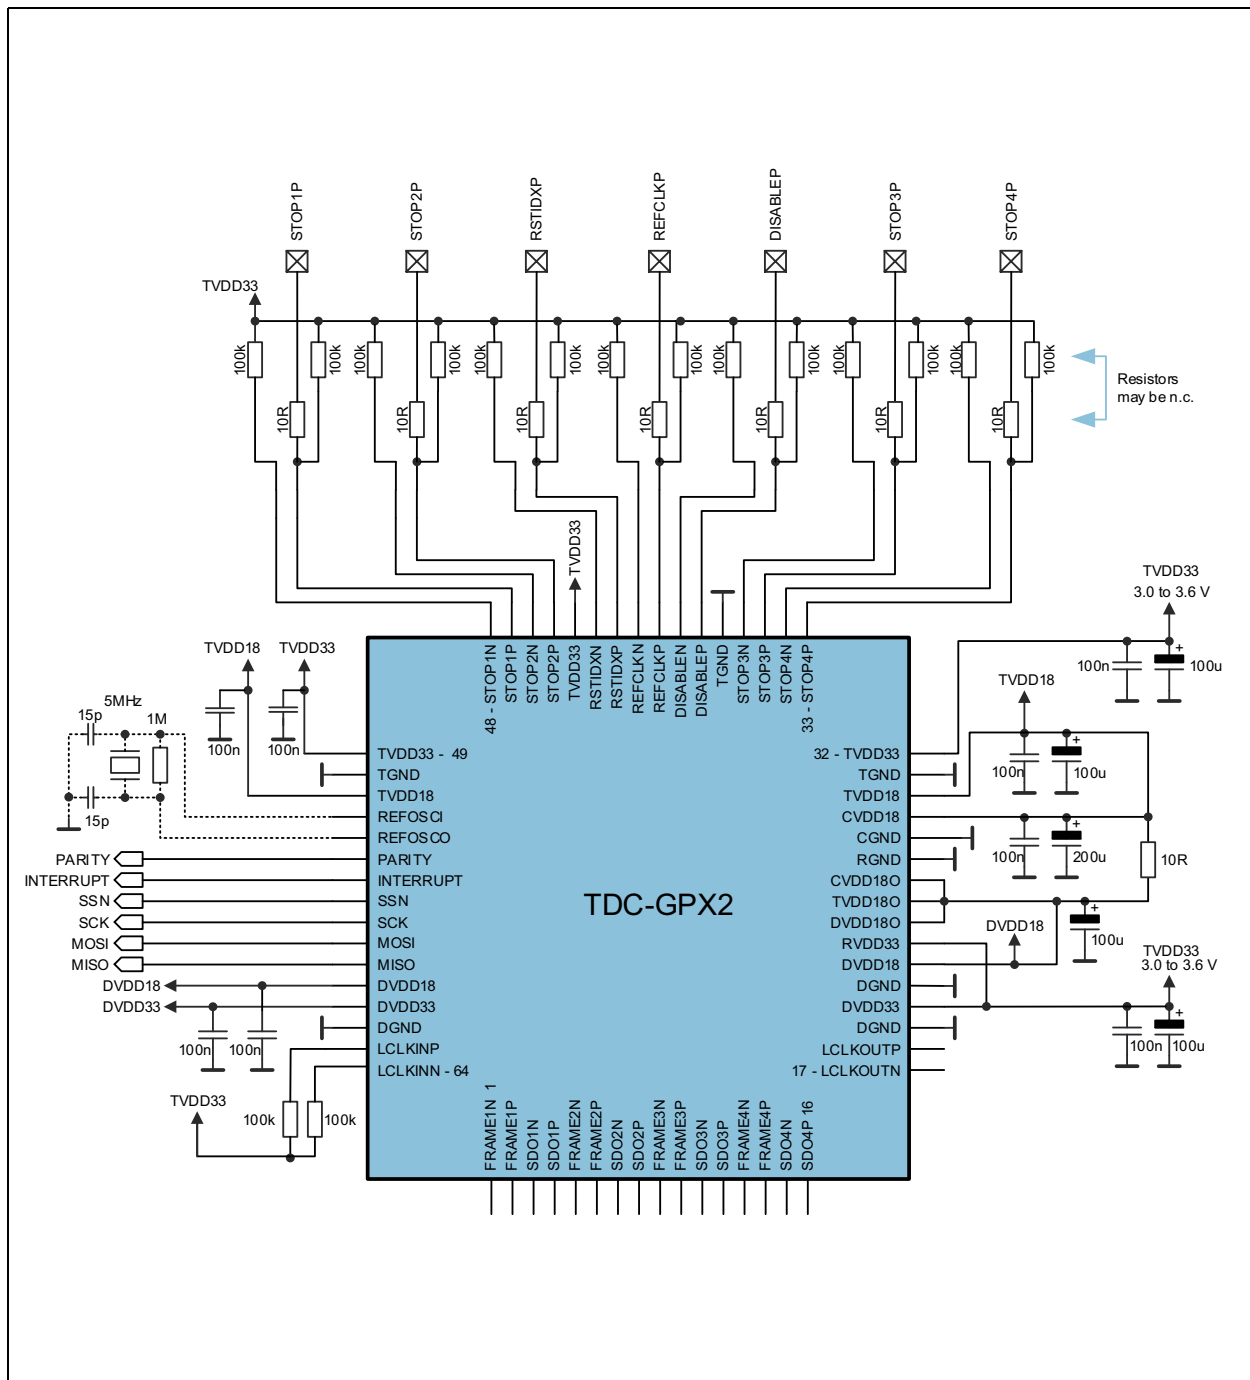 STOP1P
STOP2P
RSTIDXP
REFCLKP
DISABLEP
STOP3P
STOP4P
TVDD33
100k
100k
100k
100k
100k
100k
100k
100k
100k
100k
100k
100k
100k
100k
Resistors
may be n.c.
10R
10R
10R
10R
10R
10R
10R
TVDD33
TVDD33
3.0 to 3.6 V
100n
100u
+
TVDD18
TVDD33
100n
100n
5MHz
15p
1M
15p
48 - STOP1N
STOP1P
STOP2N
STOP2P
TVDD33
RSTIDXN
RSTIDXP
REFCLKN
REFCLKP
DISABLEN
DISABLEP
TGND
STOP3N
STOP3P
STOP4N
33 - STOP4P
TVDD18
100n
100u
+
100n
200u
+
10R
TVDD33 - 49
TGND
TVDD18
REFOSCI
REFOSCO
PARITY
INTERRUPT
SSN
SCK
MOSI
MISO
DVDD18
DVDD33
DGND
LCLKINP
LCLKINN - 64
PARITY
INTERRUPT
SSN
SCK
MOSI
MISO
DVDD18
DVDD33
100n
100n
TVDD33
100k
100k
TDC-GPX2
32 - TVDD33
TGND
TVDD18
CVDD18
CGND
RGND
CVDD18O
TVDD18O
DVDD18O
RVDD33
DVDD18
DGND
DVDD33
DGND
LCLKOUTP
17 - LCLKOUTN
DVDD18
100u
+
TVDD33
3.0 to 3.6 V
100n
100u
+
FRAME1N 1
FRAME1P
SDO1N
SDO1P
FRAME2N
FRAME2P
SDO2N
SDO2P
FRAME3N
FRAME3P
SDO3N
SDO3P
FRAME4N
FRAME4P
SDO4N
SDO4P 16